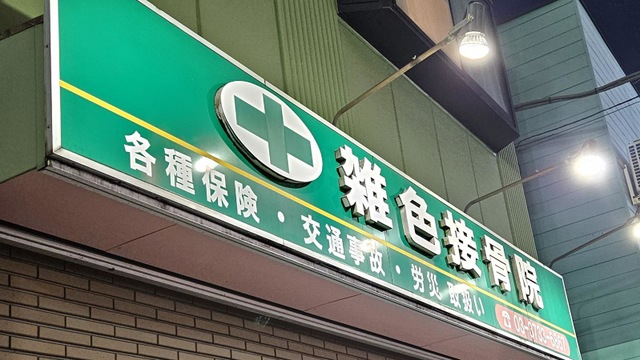 雑色接骨院
各種保険・交通事故・労災 取扱い